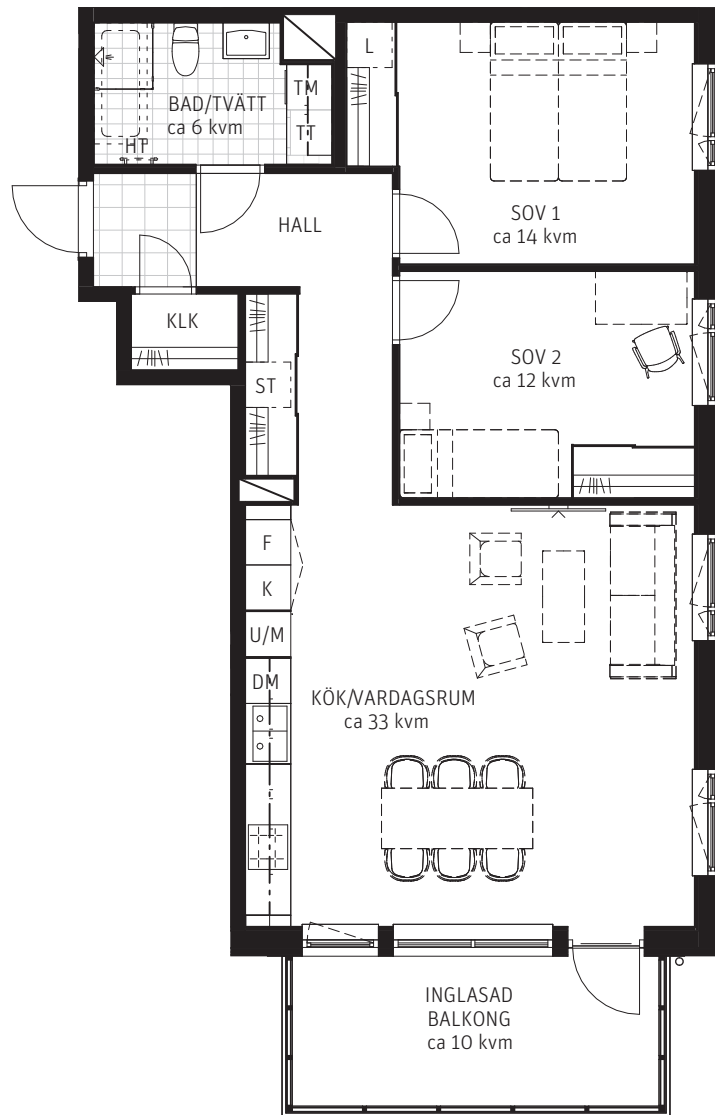 L
TM
BAD/TVÄTT
ca 6 kvm
TT
HT
SOV 1
ca 14 kvm
HALL
KLK
SOV 2
ca 12 kvm
ST
F
K
U/M
DM
KÖK/VARDAGSRUM
ca 33 kvm
INGLASAD
BALKONG
ca 10 kvm